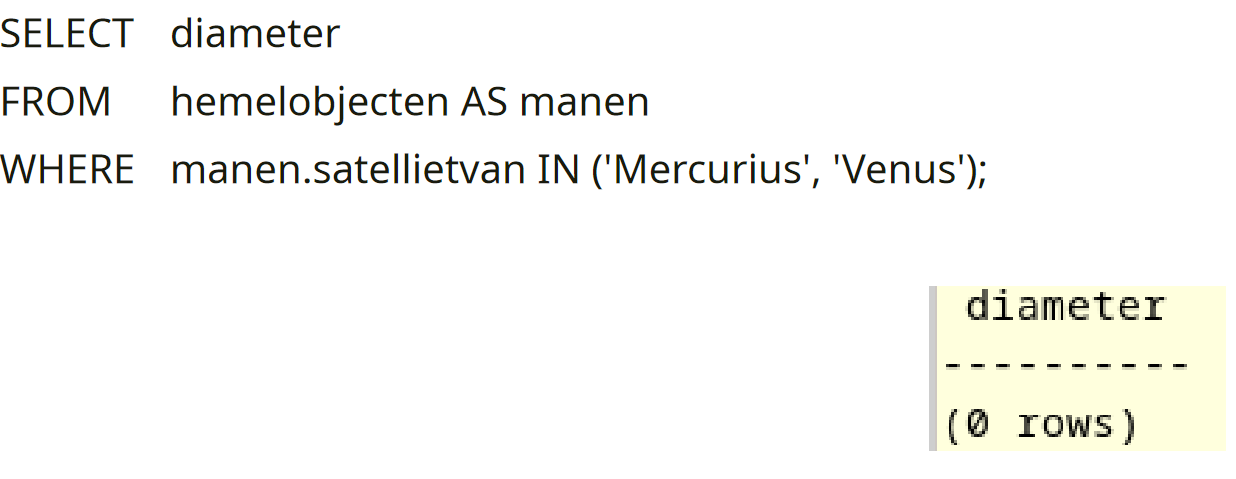 SELECT diameter
FROM hemelobjecten AS manen
WHERE manen.satellietvan IN ('Mercurius', 'Venus');
diameter
----------
(0 rows)